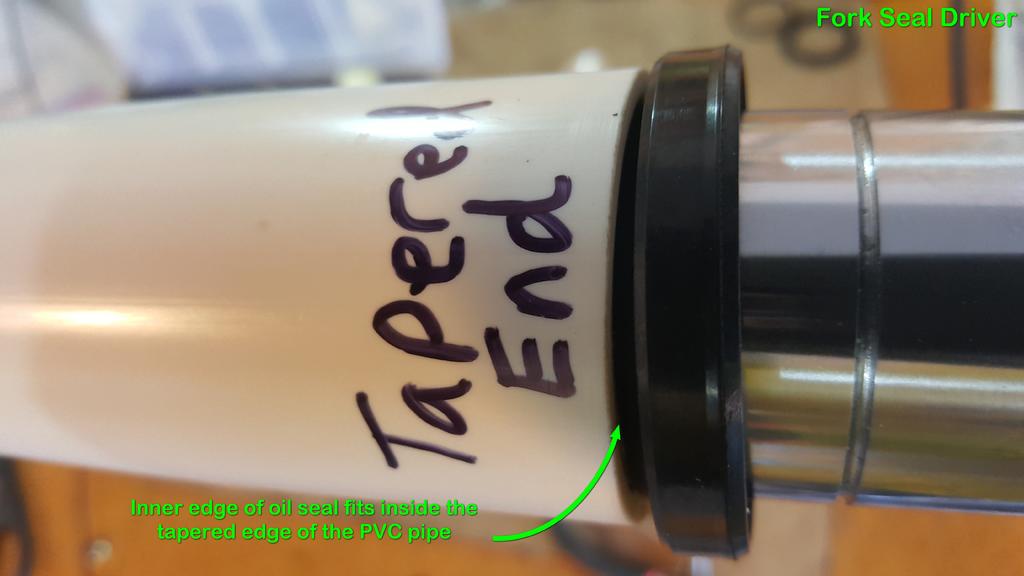 Fork Seal Driver
Tapered
End
Inner edge of oil seal fits inside the
tapered edge of the PVC pipe